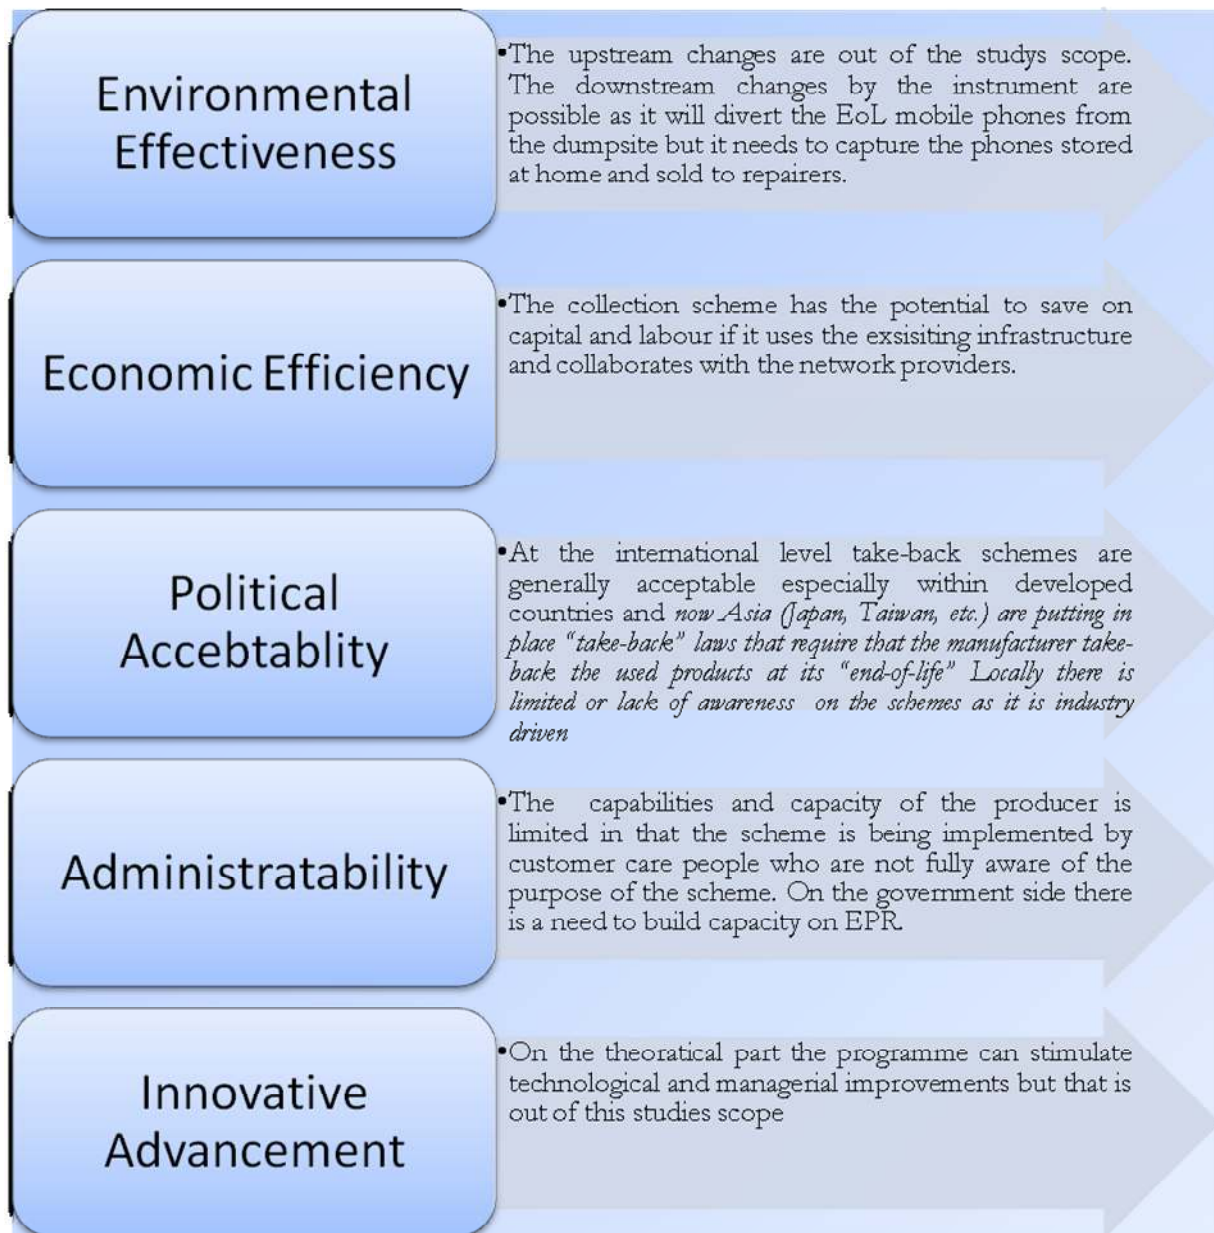 Environmental
Effectiveness
•The upstream changes are out of the studys scope.
The downstream changes by the instrument are
possible as it will divert the EoL mobile phones from
the dumpsite but it needs to capture the phones stored
at home and sold to repairers.
Economic Efficiency
•The collection scheme has the potential to save on
capital and labour if it uses the exsisiting infrastructure
and collaborates with the network providers.
Political
Accebtablity
•At the international level take-back schemes are
generally acceptable especially within developed
countries and now Asia (Japan, Taiwan, etc.) are putting in
place “take-back” laws that require that the manufacturer take-
back the used products at its “end-of-life” Locally there is
limited or lack of awareness on the schemes as it is industry
driven
Administratability
•The capabilities and capacity of the producer is
limited in that the scheme is being implemented by
customer care people who are not fully aware of the
purpose of the scheme. On the government side there
is a need to build capacity on EPR.
Innovative
Advancement
•On the theoratical part the programme can stimulate
technological and managerial improvements but that is
out of this studies scope